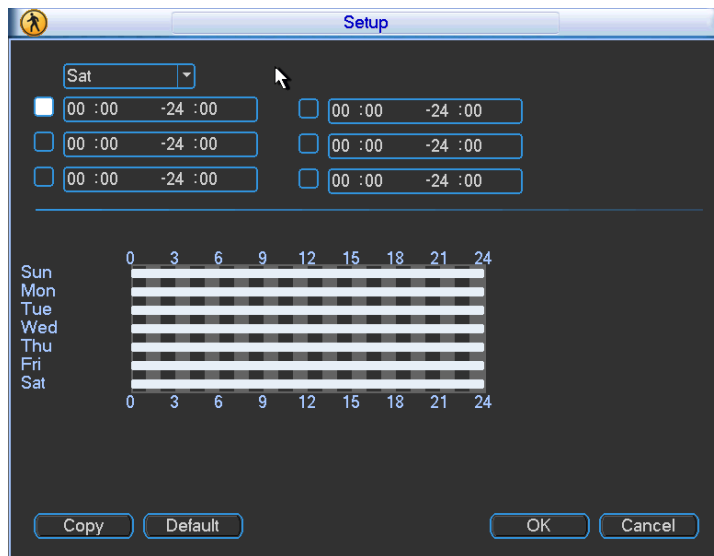 Setup
Sat
00 :00 -24 :00 00 :00 -24 :00
00 :00 -24 :00 00 :00 -24 :00
00 :00 -24 :00 00 :00 -24 :00
0 3 6 9 12 15 18 21 24
Sun
Mon
Tue
Wed
Thu
Fri
Sat
0 3 6 9 12 15 18 21 24
Copy Default OK Cancel